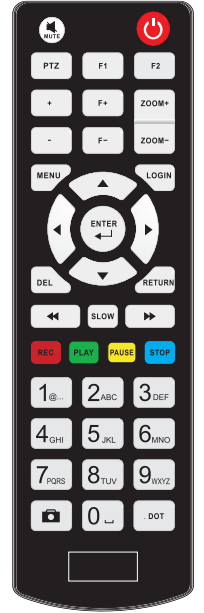 MUTE
PTZ F1 F2
+ F+ ZOOM+
- F- ZOOM-
MENU LOGIN
ENTER
DEL RETURN
SLOW
REC PLAY PAUSE STOP
1@... 2ABC 3DEF
4GHI 5JKL 6MNO
7PQRS 8TUV 9WXYZ
0 . DOT